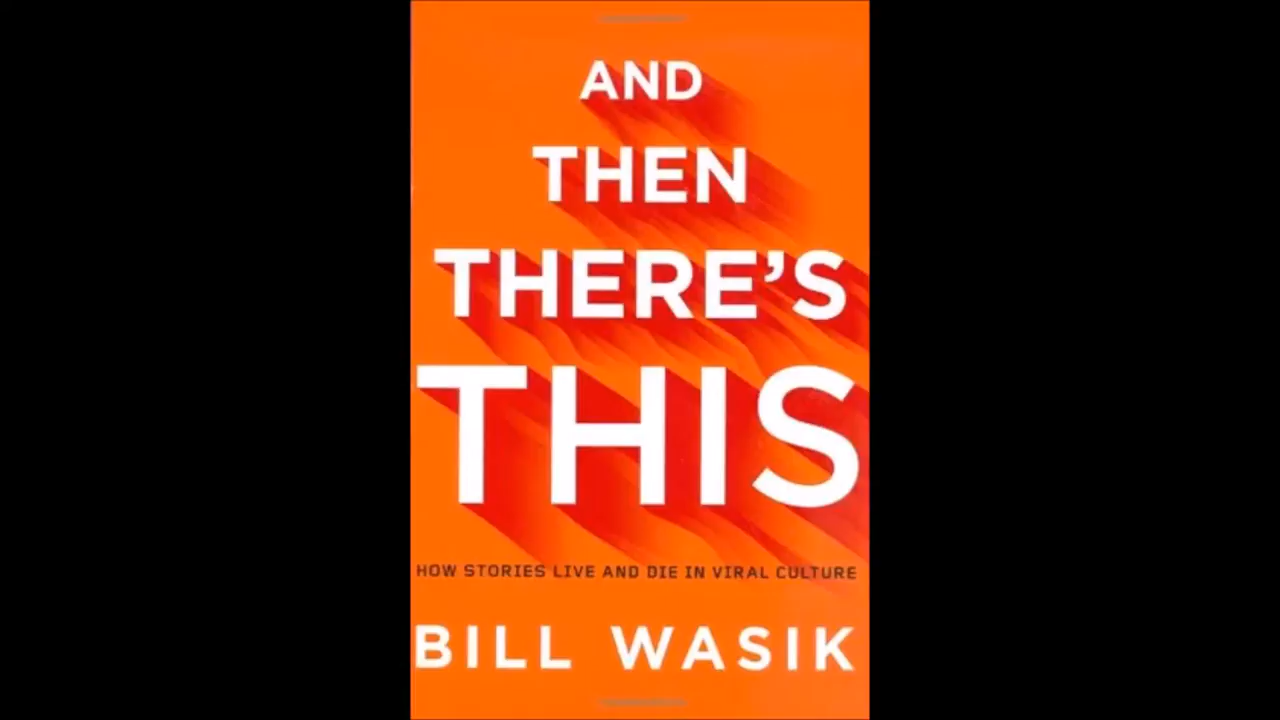 AND
THEN
THERE'S
THIS
HOW STORIES LIVE AND DIE IN VIRAL CULTURE
BILL WASIK